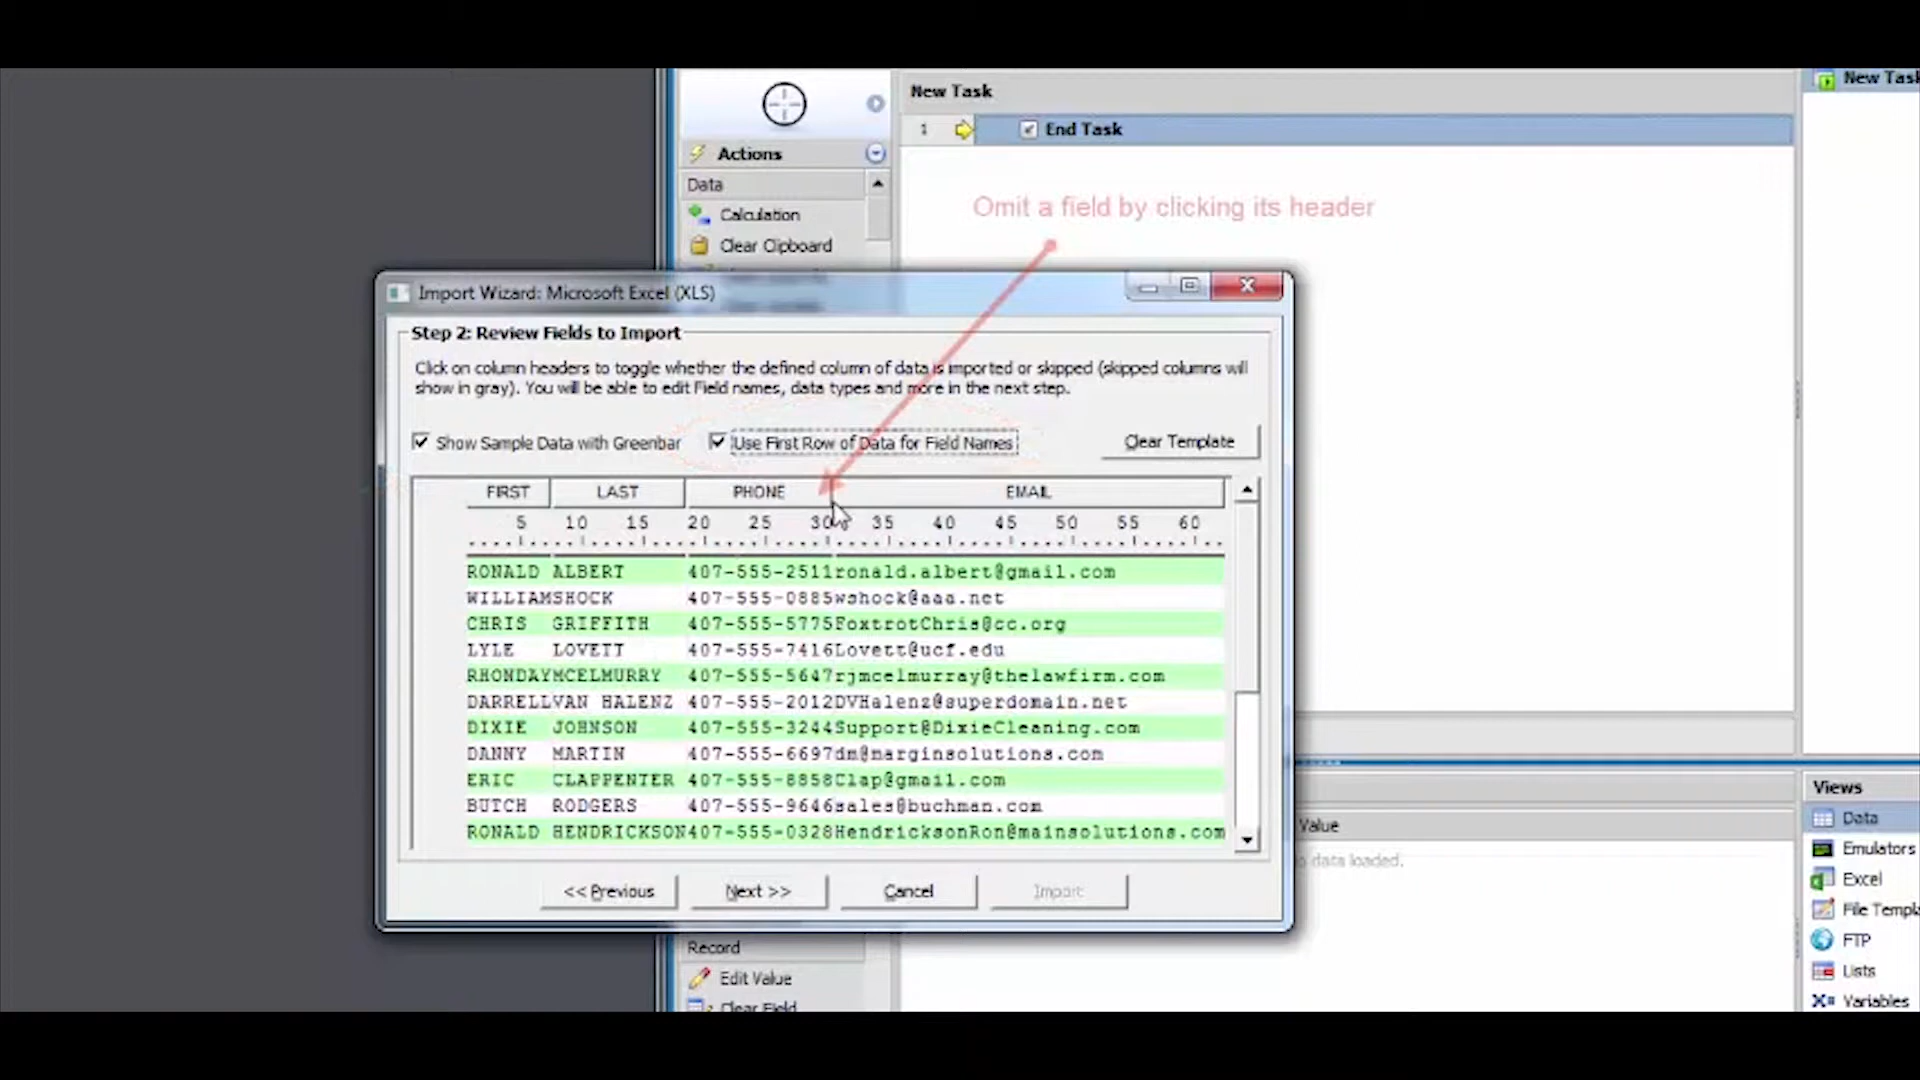 New Task
New Task
1 End Task
Actions
Data
Calculation
Clear Clipboard
Omit a field by clicking its header
Import Wizard: Microsoft Excel (XLS)
Step 2: Review Fields to Import
Click on column headers to toggle whether the defined column of data is imported or skipped (skipped columns will
show in gray). You will be able to edit Field names, data types and more in the next step.
Show Sample Data with Greenbar Use First Row of Data for Field Names Clear Template
FIRST LAST PHONE EMAIL
5 10 15 20 25 30 35 40 45 50 55 60
RONALD ALBERT 407-555-2511ronald.albert@gmail.com
WILLIAMSHOCK 407-555-0885wshock@aaa.net
CHRIS GRIFFITH 407-555-5775FoxtrotChris@cc.org
LYLE LOVETT 407-555-7416Lovett@ucf.edu
RHONDAYMCELMURRY 407-555-5647rjmcelmurray@thelawfirm.com
DARRELLVAN HALENZ 407-555-2012DVHalenz@superdomain.net
DIXIE JOHNSON 407-555-3244Support@DixieCleaning.com
DANNY MARTIN 407-555-6697dm@marginsolutions.com
ERIC CLAPPENTER 407-555-8858Clap@gmail.com
BUTCH RODGERS 407-555-9646sales@buchman.com
RONALD HENDRICKSON407-555-0328HendricksonRon@mainsolutions.com
<< Previous Next >> Cancel Import
Value
data loaded.
Record
Edit Value
Clear Field
Views
Data
Emulators
Excel
File Templa
FTP
Lists
Variables